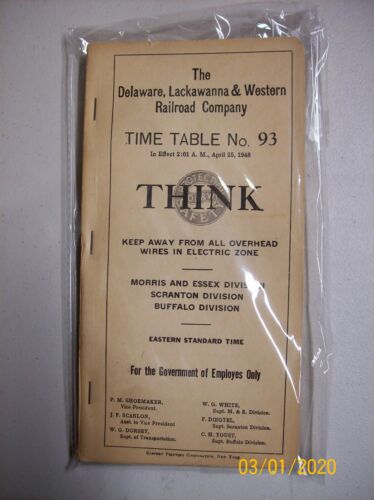 The
Delaware, Lackawanna & Western
Railroad Company
TIME TABLE No. 93
In Effect 2:01 A. M., April 25, 1948
THINK
KEEP AWAY FROM ALL OVERHEAD
WIRES IN ELECTRIC ZONE
MORRIS AND ESSEX DIVISION
SCRANTON DIVISION
BUFFALO DIVISION
EASTERN STANDARD TIME
For the Government of Employes Only
P. M. SHOEMAKER,
Vice President.
J. F. SCANLON,
Asst. to Vice President
W. G. DORSEY,
Supt. of Transportation.
W. G. WHITE,
Supt. M. & E. Division.
F. DIEGTEL,
Supt. Scranton Division.
C. H. YOUST,
Supt. Buffalo Division.
New York
03/01/2020